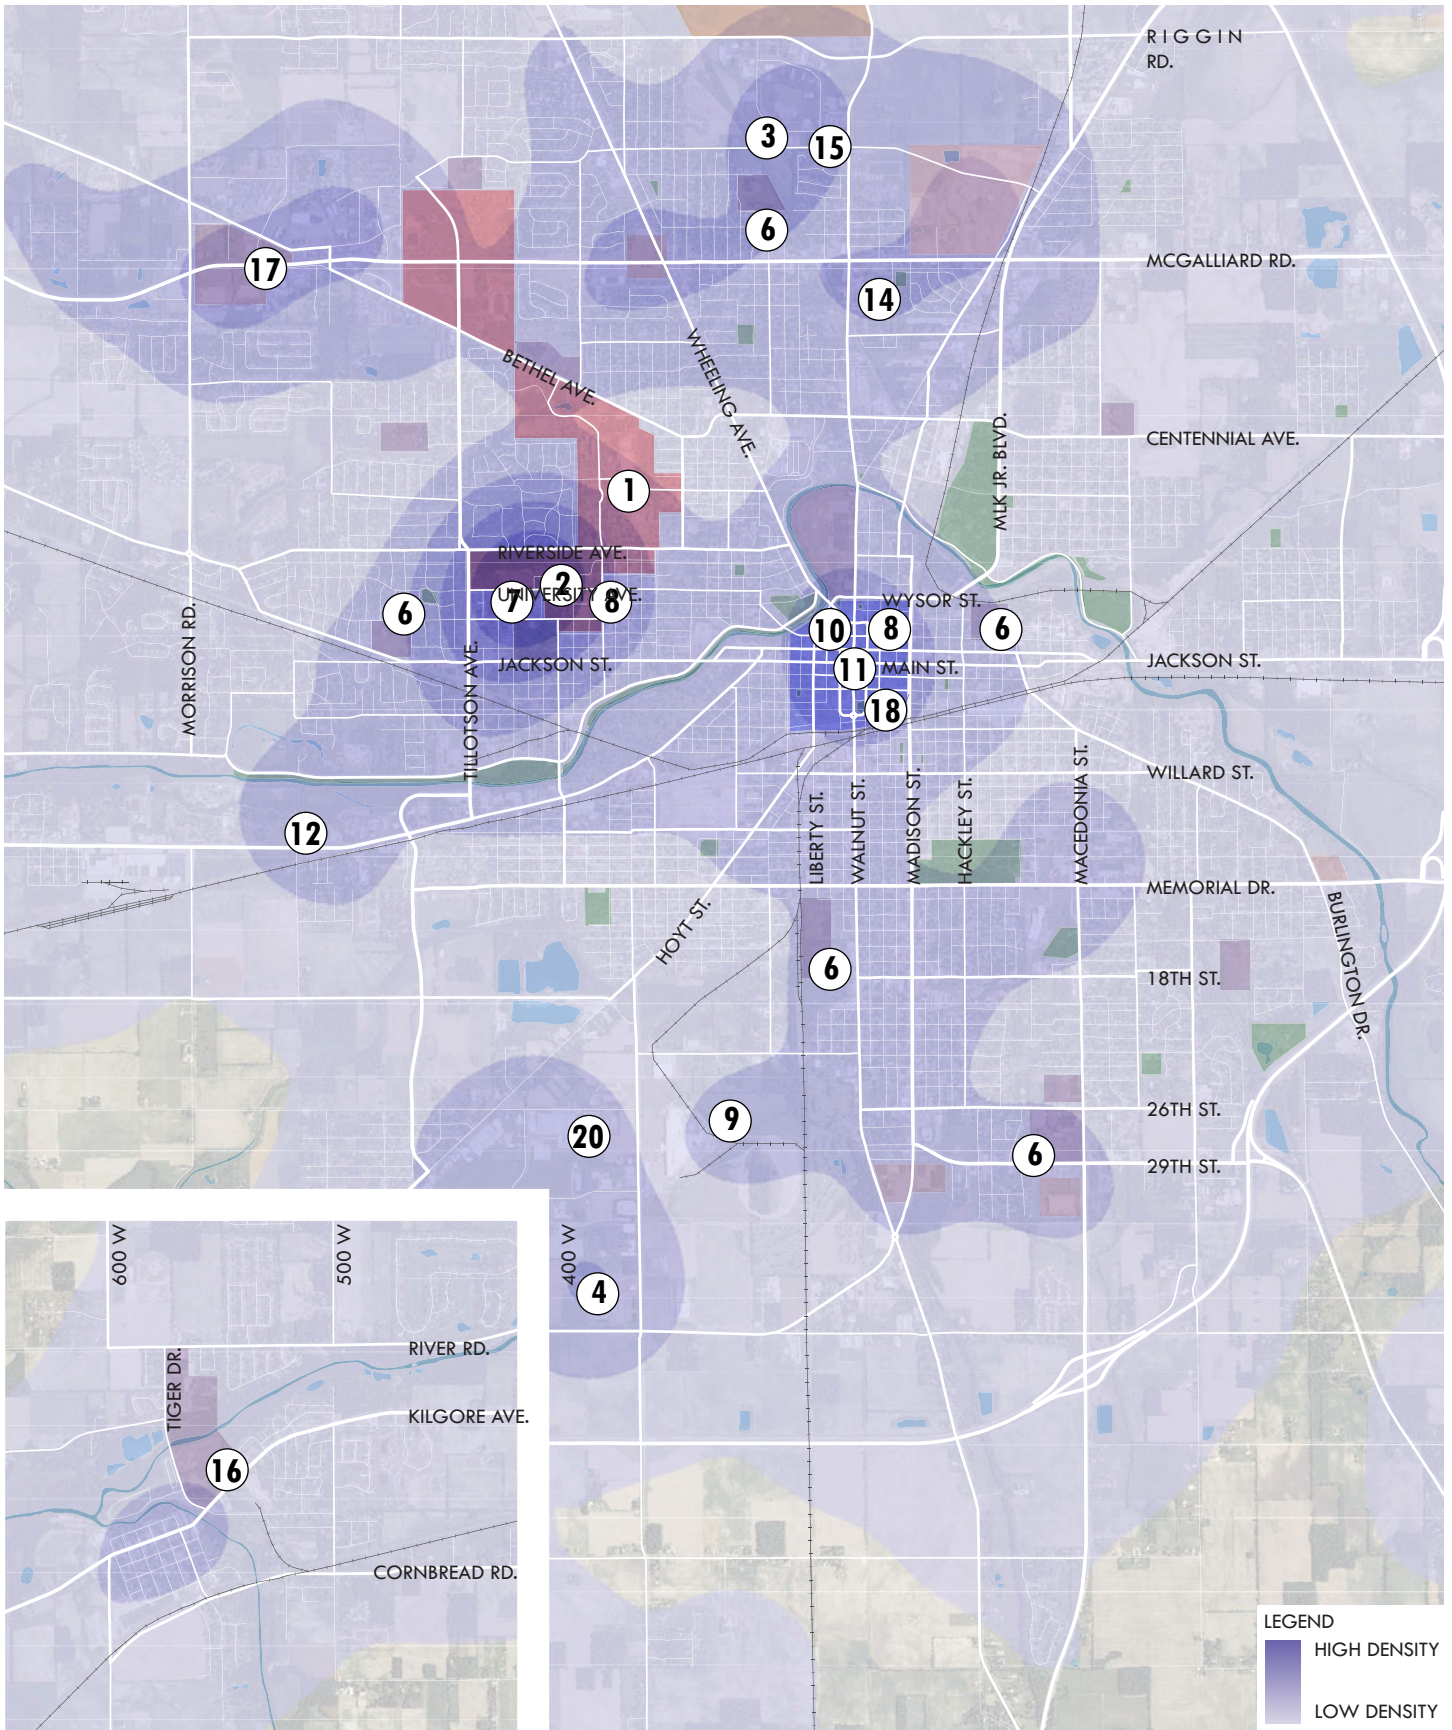 RIGGIN
RD.
3
15
6
17
MCGALLIARD RD.
14
BETHEL AVE.
WHEELING AVE.
MLK JR. BLVD.
CENTENNIAL AVE.
1
RIVERSIDE AVE.
2
UNIVERSITY AVE.
7
8
6
WYSOR ST.
10
8
6
MORRISON RD.
TILLOTSON AVE.
JACKSON ST.
11
MAIN ST.
JACKSON ST.
18
WILLARD ST.
12
LIBERTY ST.
WALNUT ST.
MADISON ST.
HACKLEY ST.
MACEDONIA ST.
MEMORIAL DR.
HOYT ST.
BURLINGTON DR.
6
18TH ST.
9
20
26TH ST.
6
29TH ST.
600 W
500 W
400 W
4
RIVER RD.
TIGER DR.
KILGORE AVE.
16
CORNBREAD RD.
LEGEND
HIGH DENSITY
LOW DENSITY